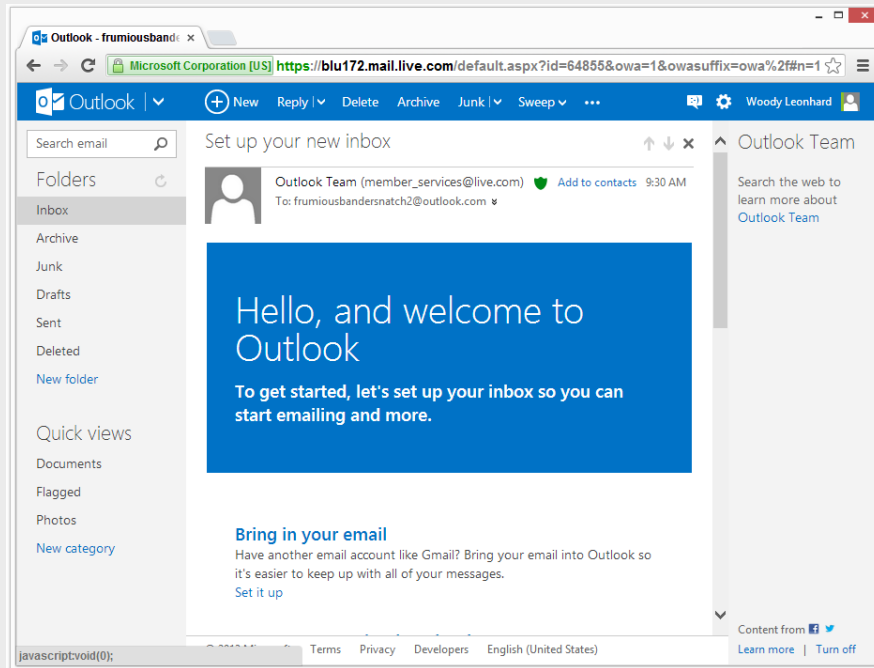 Outlook - frumiousbande
Microsoft Corporation [US] https://blu172.mail.live.com/default.aspx?id=64855&owa=1&owasuffix=owa%2f#n=1
Outlook
New Reply Delete Archive Junk Sweep ••• Woody Leonhard
Search email
Folders
Inbox
Archive
Junk
Drafts
Sent
Deleted
New folder
Quick views
Documents
Flagged
Photos
New category
Set up your new inbox
Outlook Team (member_services@live.com) Add to contacts 9:30 AM
To: frumiousbandersnatch2@outlook.com
Hello, and welcome to
Outlook
To get started, let's set up your inbox so you can
start emailing and more.
Bring in your email
Have another email account like Gmail? Bring your email into Outlook so
it's easier to keep up with all of your messages.
Set it up
Outlook Team
Search the web to
learn more about
Outlook Team
Content from
Learn more | Turn off
Terms Privacy Developers English (United States)
javascript:void(0);